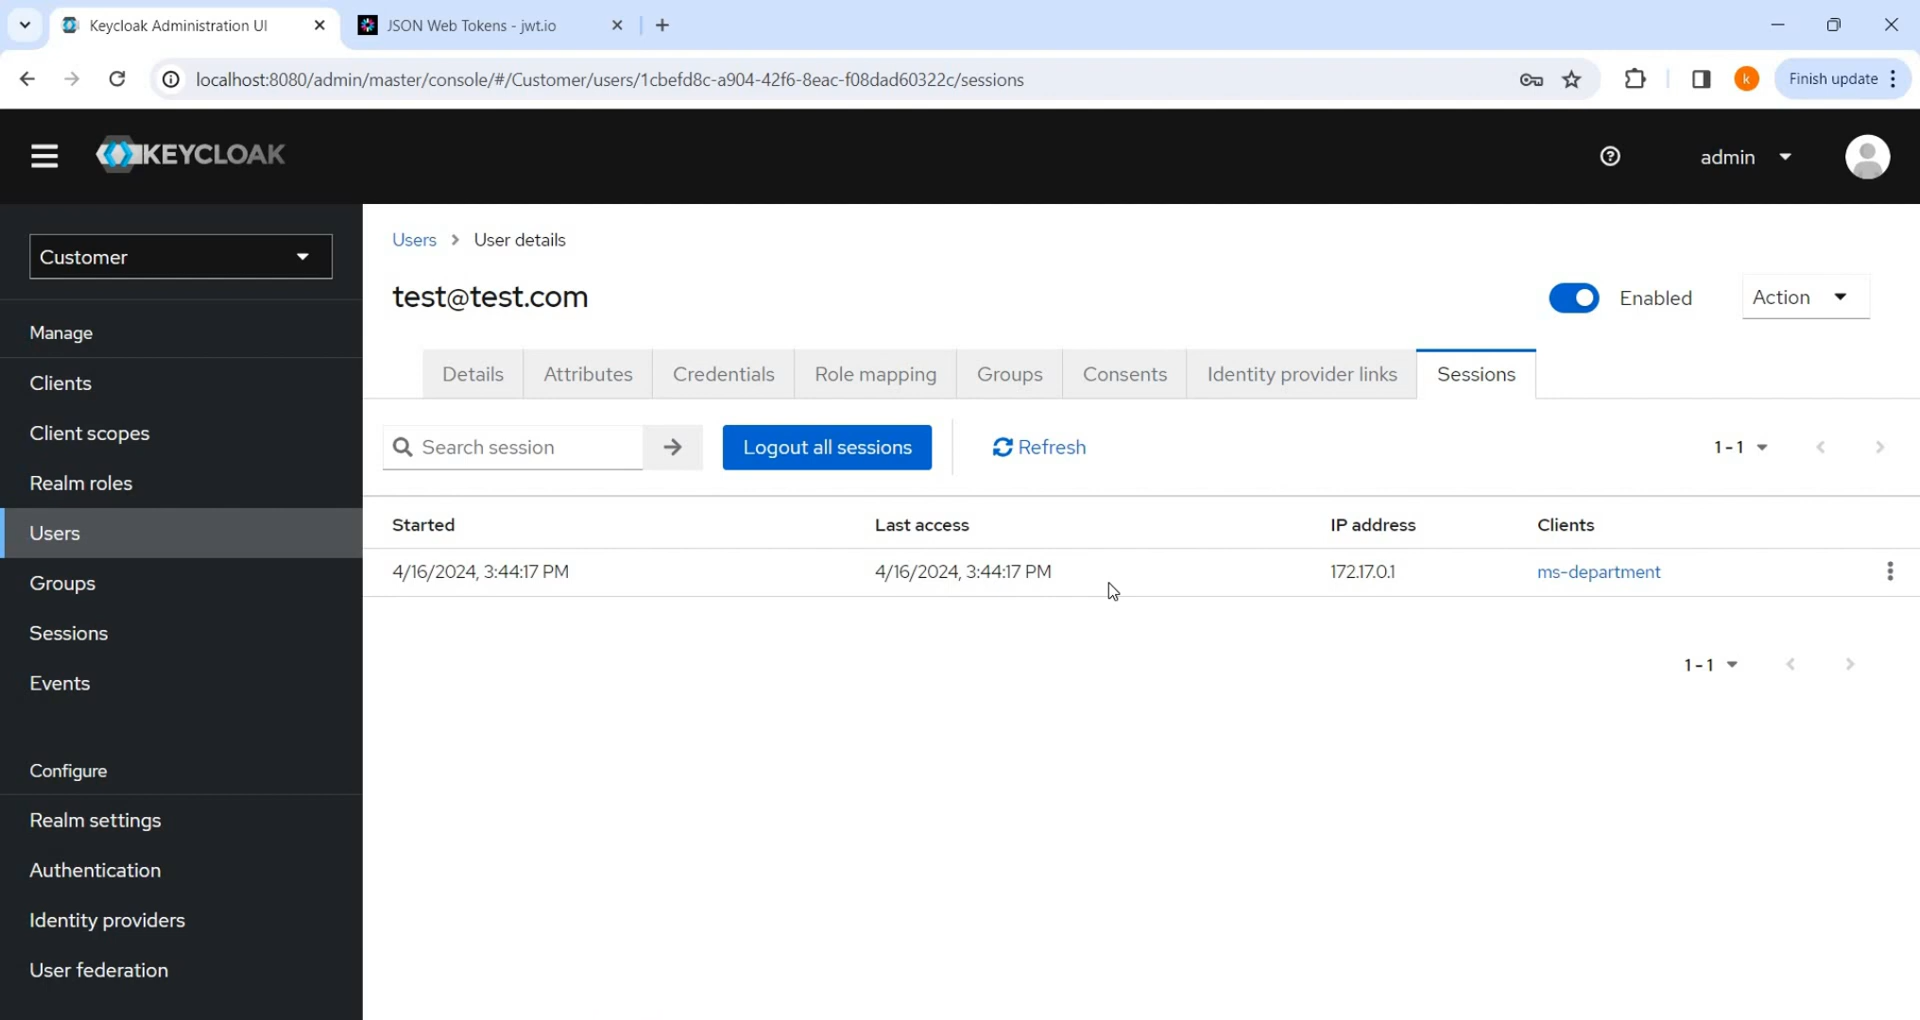 Keycloak Administration UI
JSON Web Tokens - jwt.io
localhost:8080/admin/master/console/#/Customer/users/1cbefd8c-a904-42f6-8eac-f08dad60322c/sessions
k
Finish update
KEYCLOAK
admin
Customer
Manage
Clients
Client scopes
Realm roles
Users
Groups
Sessions
Events
Configure
Realm settings
Authentication
Identity providers
User federation
Users > User details
test@test.com
Enabled
Action
Details Attributes Credentials Role mapping Groups Consents Identity provider links Sessions
Search session Logout all sessions Refresh 1-1
Started Last access IP address Clients
4/16/2024, 3:44:17 PM 4/16/2024, 3:44:17 PM 172.17.0.1 ms-department
1-1